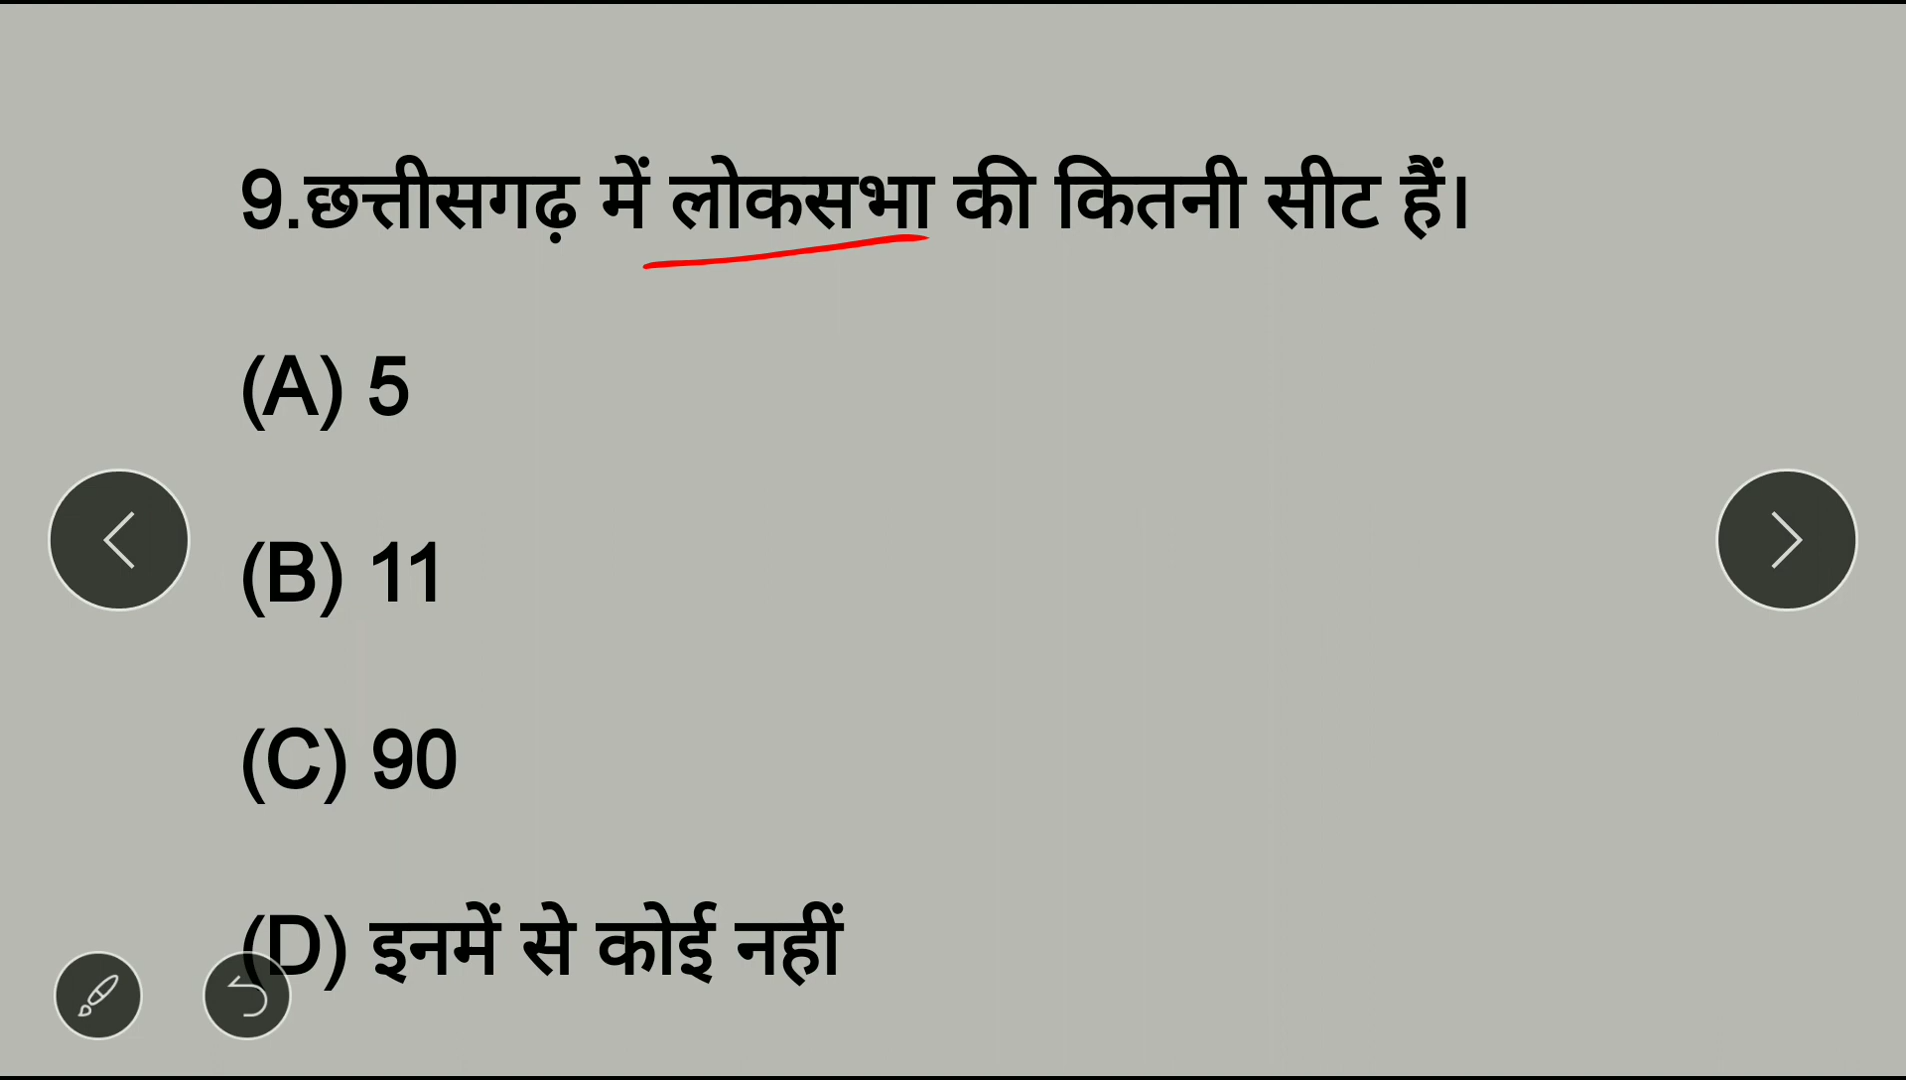 9.छत्तीसगढ़ में लोकसभा की कितनी सीट हैं।
(A) 5
(B) 11
(C) 90
(D) इनमें से कोई नहीं